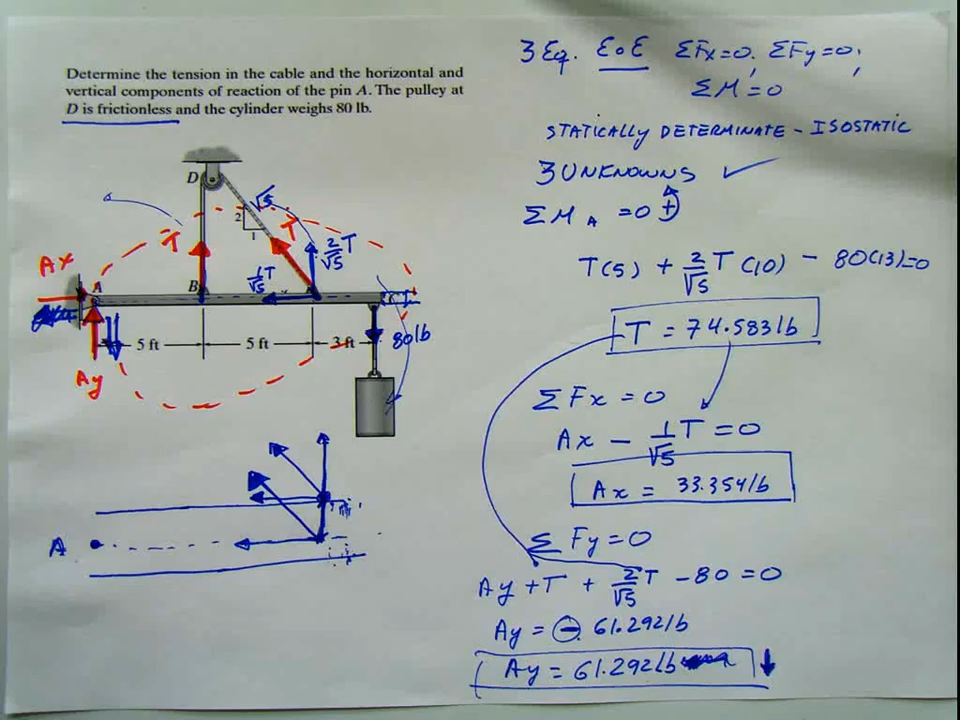 Determine the tension in the cable and the horizontal and
vertical components of reaction of the pin A. The pulley at
D is frictionless and the cylinder weighs 80 lb.
D
√5
2
1
T
T
2/√5 T
1/√5 T
Ax
A
B
80 lb
5 ft
5 ft
3 ft
Ay
A
3 Eq. EoE ΣFx=0, ΣFy=0,
ΣM=0
STATICALLY DETERMINATE - ISOSTATIC
3 UNKNOWNS ✓
ΣM_A = 0 +
T(5) + 2/√5 T(10) - 80(13)=0
T = 74.583 lb
ΣFx = 0
Ax - 1/√5 T = 0
Ax = 33.354 lb
ΣFy=0
Ay + T + 2/√5 T - 80 = 0
Ay = - 61.292 lb
Ay = 61.292 lb ↓